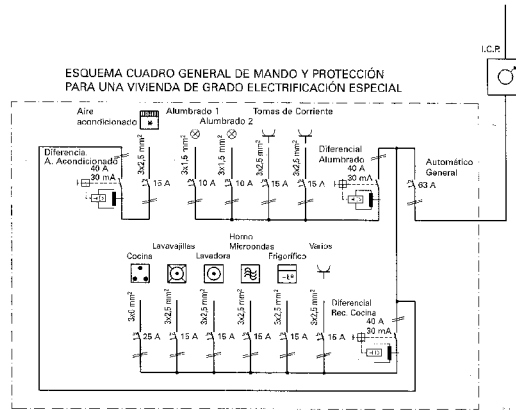 I.C.P.
ESQUEMA CUADRO GENERAL DE MANDO Y PROTECCIÓN
PARA UNA VIVIENDA DE GRADO ELECTRIFICACIÓN ESPECIAL
Aire
acondicionado
Alumbrado 1
Alumbrado 2
Tomas de Corriente
Diferencia
A. Acondicionado
40 A
30 mA
3x2,5 mm²
15 A
3x1,5 mm²
10 A
3x1,5 mm²
10 A
3x2,5 mm²
15 A
3x2,5 mm²
15 A
Diferencial
Alumbrado
40 A
30 mA
Automático
General
63 A
Cocina
Lavavajillas
Lavadora
Horno
Microondas
Frigorífico
Varios
3x6 mm²
25 A
3x2,5 mm²
15 A
3x2,5 mm²
15 A
3x2,5 mm²
15 A
3x2,5 mm²
15 A
3x2,5 mm²
15 A
Diferencial
Rec. Cocina
40 A
30 mA